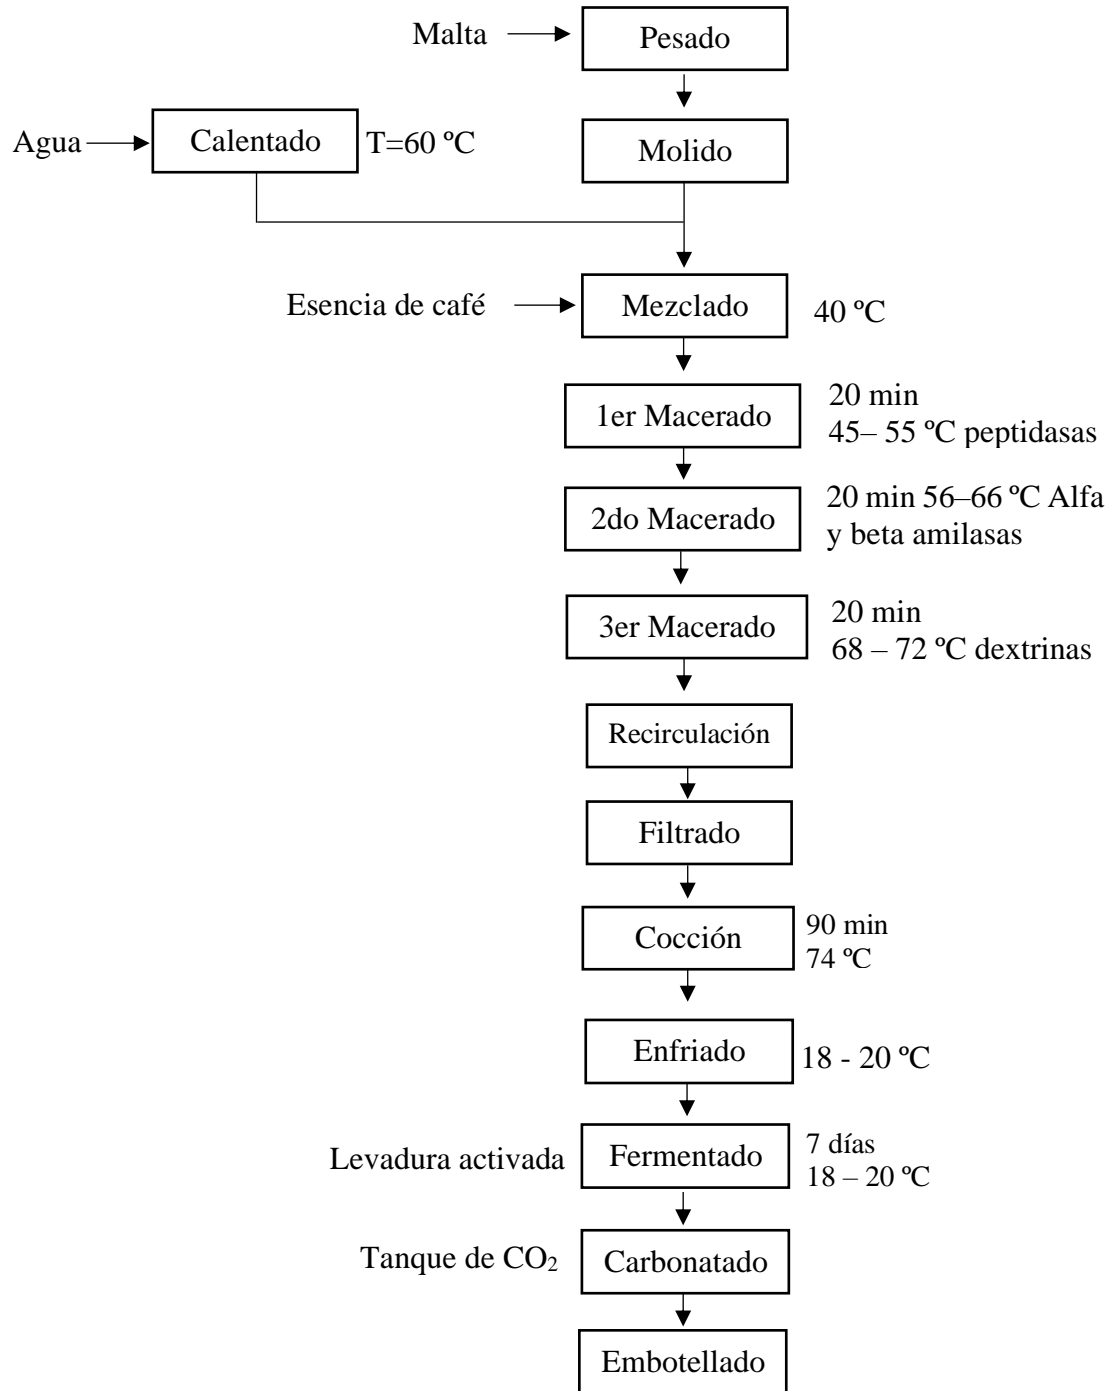 Malta
Pesado
Agua
Calentado
T=60 ºC
Molido
Esencia de café
Mezclado
40 ºC
1er Macerado
20 min
45– 55 ºC peptidasas
2do Macerado
20 min 56–66 ºC Alfa
y beta amilasas
3er Macerado
20 min
68 – 72 ºC dextrinas
Recirculación
Filtrado
Cocción
90 min
74 ºC
Enfriado
18 - 20 ºC
Levadura activada
Fermentado
7 días
18 – 20 ºC
Tanque de CO₂
Carbonatado
Embotellado